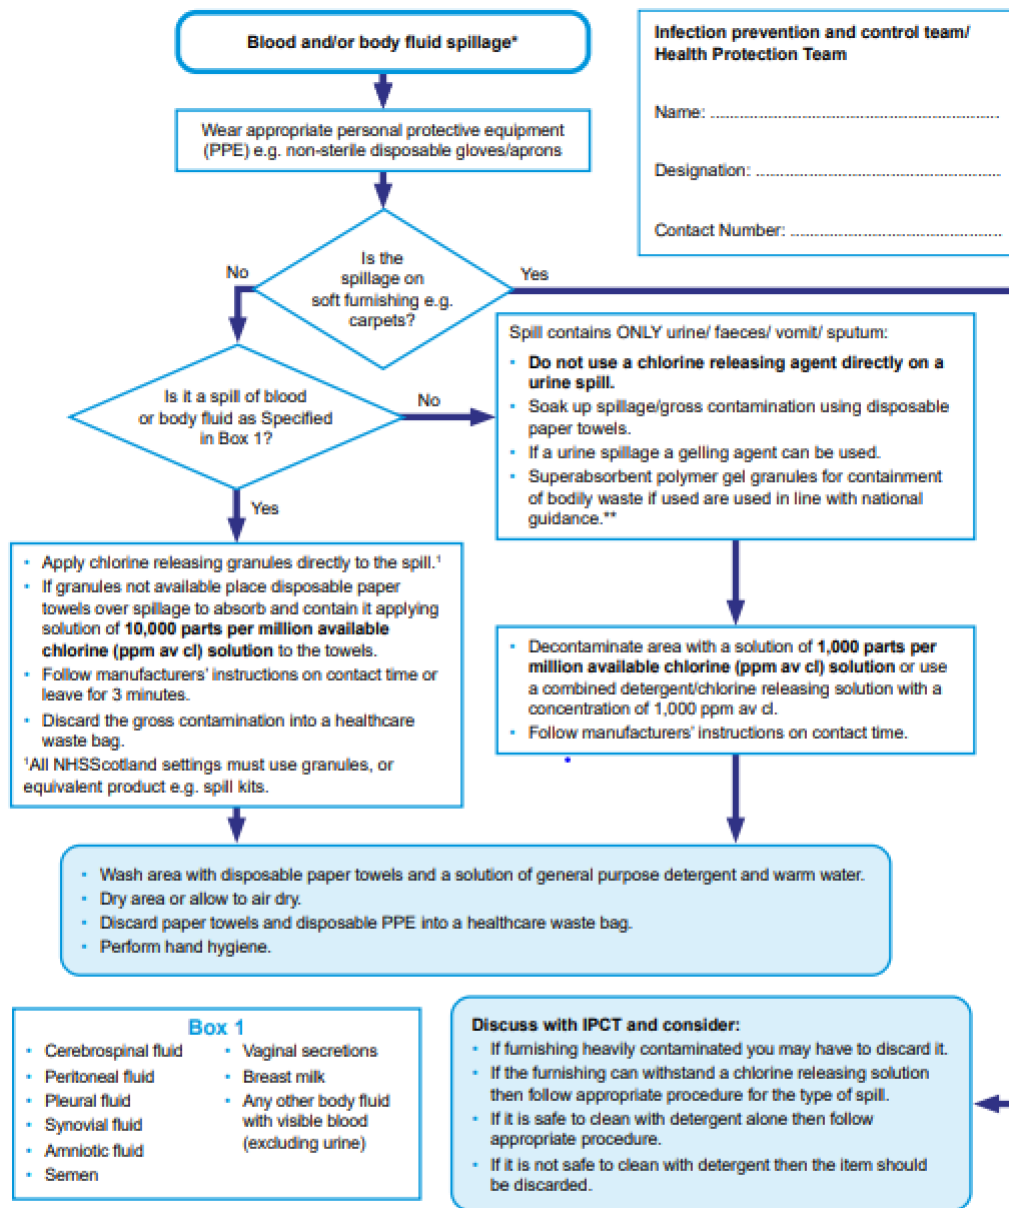 Blood and/or body fluid spillage*
Infection prevention and control team/
Health Protection Team
Name: ..........................................................
Designation: .................................................
Contact Number: ..........................................
Wear appropriate personal protective equipment
(PPE) e.g. non-sterile disposable gloves/aprons
Is the
spillage on
soft furnishing e.g.
carpets?
No
Yes
Is it a spill of blood
or body fluid as Specified
in Box 1?
No
Yes
Spill contains ONLY urine/ faeces/ vomit/ sputum:
• Do not use a chlorine releasing agent directly on a
urine spill.
• Soak up spillage/gross contamination using disposable
paper towels.
• If a urine spillage a gelling agent can be used.
• Superabsorbent polymer gel granules for containment
of bodily waste if used are used in line with national
guidance.**
• Apply chlorine releasing granules directly to the spill.¹
• If granules not available place disposable paper
towels over spillage to absorb and contain it applying
solution of 10,000 parts per million available
chlorine (ppm av cl) solution to the towels.
• Follow manufacturers' instructions on contact time or
leave for 3 minutes.
• Discard the gross contamination into a healthcare
waste bag.
¹All NHSScotland settings must use granules, or
equivalent product e.g. spill kits.
• Decontaminate area with a solution of 1,000 parts per
million available chlorine (ppm av cl) solution or use
a combined detergent/chlorine releasing solution with a
concentration of 1,000 ppm av cl.
• Follow manufacturers' instructions on contact time.
• Wash area with disposable paper towels and a solution of general purpose detergent and warm water.
• Dry area or allow to air dry.
• Discard paper towels and disposable PPE into a healthcare waste bag.
• Perform hand hygiene.
Box 1
• Cerebrospinal fluid
• Peritoneal fluid
• Pleural fluid
• Synovial fluid
• Amniotic fluid
• Semen
• Vaginal secretions
• Breast milk
• Any other body fluid
with visible blood
(excluding urine)
Discuss with IPCT and consider:
• If furnishing heavily contaminated you may have to discard it.
• If the furnishing can withstand a chlorine releasing solution
then follow appropriate procedure for the type of spill.
• If it is safe to clean with detergent alone then follow
appropriate procedure.
• If it is not safe to clean with detergent then the item should
be discarded.